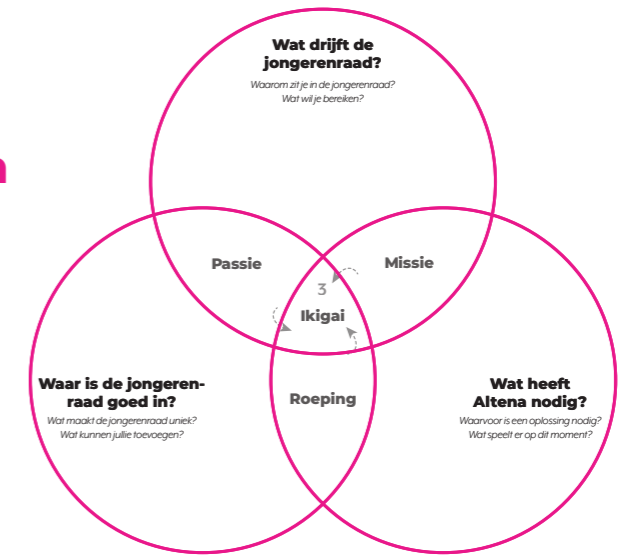 Wat drijft de
jongerenraad?
Waarom zit je in de jongerenraad?
Wat wil je bereiken?
n
Passie
Missie
3
Ikigai
Waar is de jongeren-
raad goed in?
Wat maakt de jongerenraad uniek?
Wat kunnen jullie toevoegen?
Roeping
Wat heeft
Altena nodig?
Waarvoor is een oplossing nodig?
Wat speelt er op dit moment?